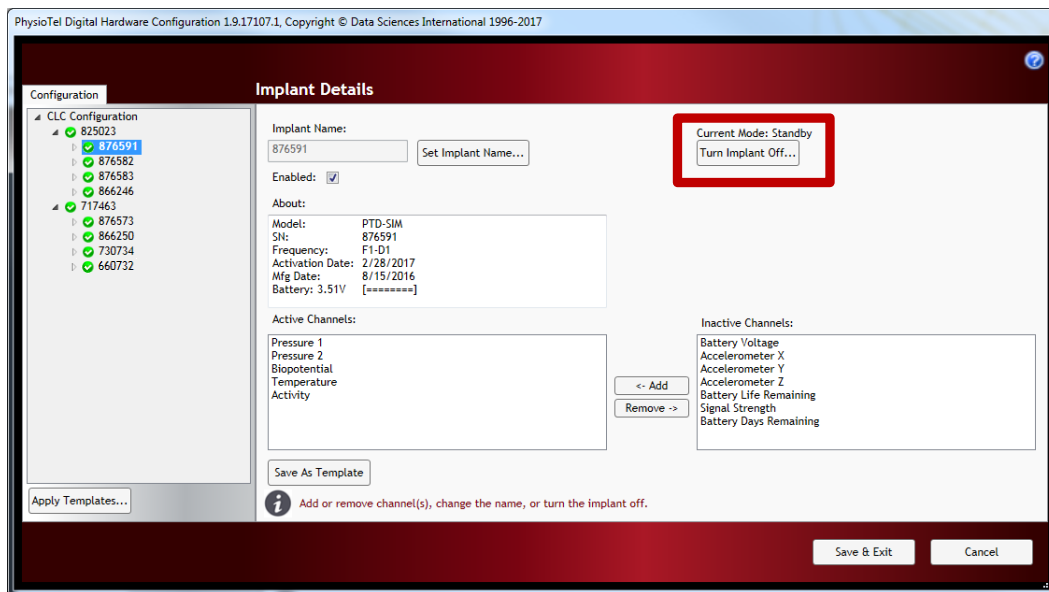 PhysioTel Digital Hardware Configuration 1.9.17107.1, Copyright © Data Sciences International 1996-2017
Configuration
Implant Details
CLC Configuration
825023
876591
876582
876583
866246
717463
876573
866250
730734
660732
Apply Templates...
Implant Name:
876591
Set Implant Name...
Current Mode: Standby
Turn Implant Off...
Enabled:
About:
Model: PTD-SIM
SN: 876591
Frequency: F1-D1
Activation Date: 2/28/2017
Mfg Date: 8/15/2016
Battery: 3.51V [========]
Active Channels:
Pressure 1
Pressure 2
Biopotential
Temperature
Activity
<- Add
Remove ->
Inactive Channels:
Battery Voltage
Accelerometer X
Accelerometer Y
Accelerometer Z
Battery Life Remaining
Signal Strength
Battery Days Remaining
Save As Template
Add or remove channel(s), change the name, or turn the implant off.
Save & Exit
Cancel